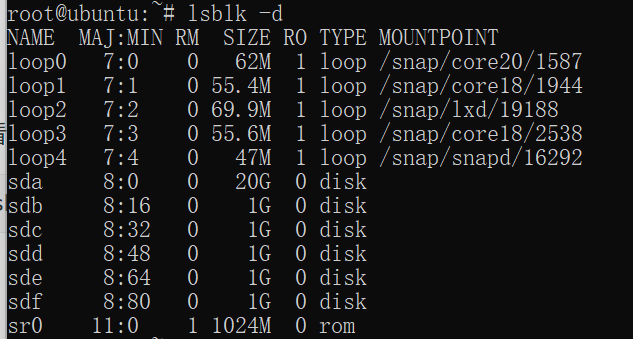 root@ubuntu:~# lsblk -d
NAME  MAJ:MIN RM  SIZE RO TYPE MOUNTPOINT
loop0   7:0    0   62M  1 loop /snap/core20/1587
loop1   7:1    0 55.4M  1 loop /snap/core18/1944
loop2   7:2    0 69.9M  1 loop /snap/lxd/19188
loop3   7:3    0 55.6M  1 loop /snap/core18/2538
loop4   7:4    0   47M  1 loop /snap/snapd/16292
sda     8:0    0   20G  0 disk
sdb     8:16   0    1G  0 disk
sdc     8:32   0    1G  0 disk
sdd     8:48   0    1G  0 disk
sde     8:64   0    1G  0 disk
sdf     8:80   0    1G  0 disk
sr0    11:0    1 1024M  0 rom